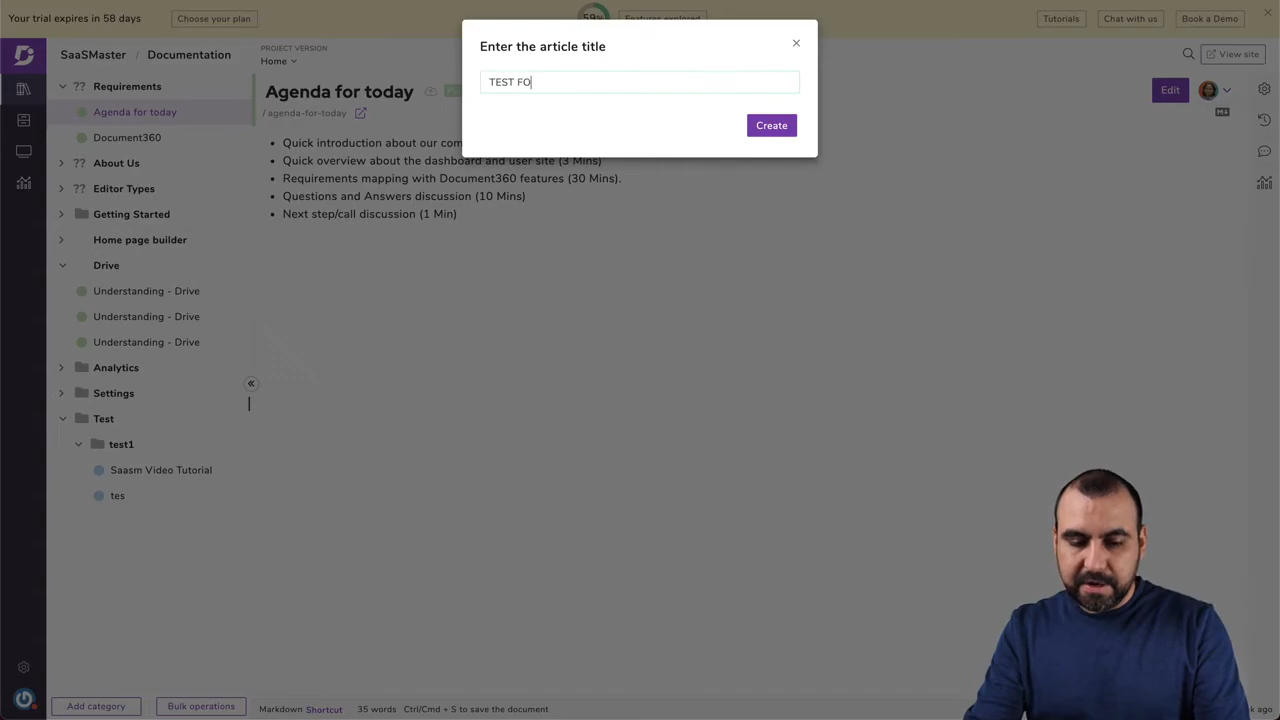 Your trial expires in 58 days
Choose your plan
59%
Features explored
Tutorials
Chat with us
Book a Demo
Enter the article title
TEST FO
Create
SaaSMaster / Documentation
PROJECT VERSION
Home
View site
?? Requirements
Agenda for today
Document360
?? About Us
?? Editor Types
Getting Started
Home page builder
Drive
Understanding - Drive
Understanding - Drive
Understanding - Drive
Analytics
Settings
Test
test1
Saasm Video Tutorial
tes
Agenda for today
/ agenda-for-today
Edit
M
• Quick introduction about our com
• Quick overview about the dashboard and user site (3 Mins)
• Requirements mapping with Document360 features (30 Mins).
• Questions and Answers discussion (10 Mins)
• Next step/call discussion (1 Min)
Add category
Bulk operations
Markdown Shortcut
35 words
Ctrl/Cmd + S to save the document
ago